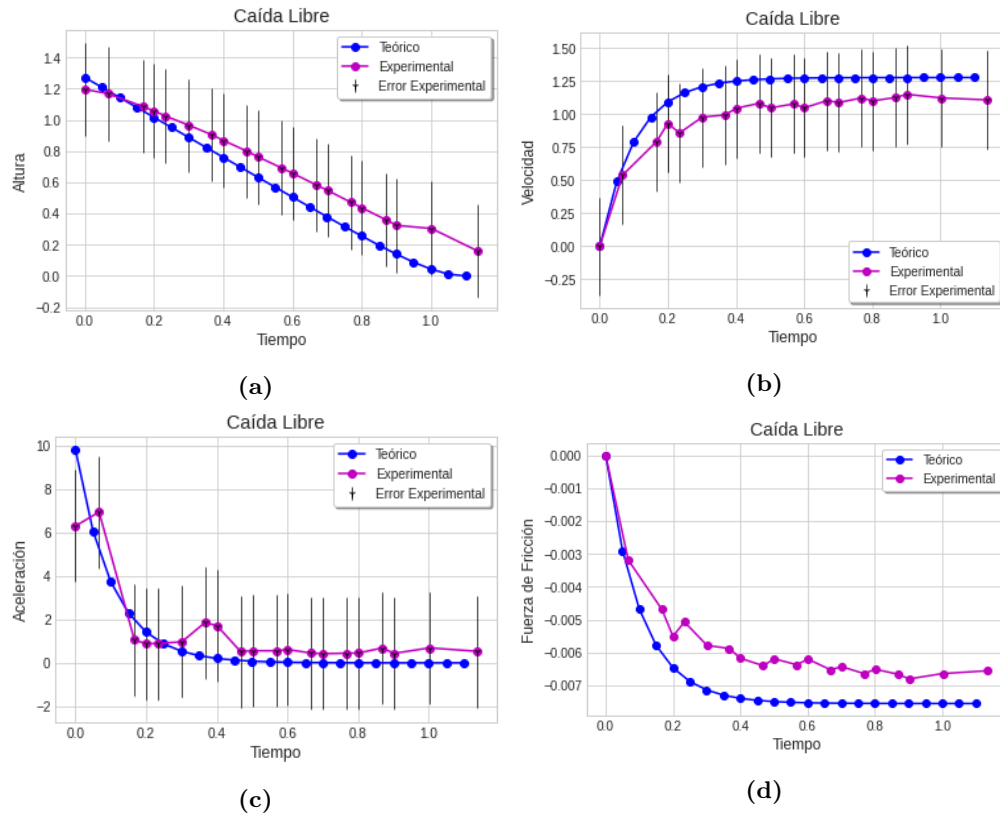 Caída Libre
Altura
1.4
1.2
1.0
0.8
0.6
0.4
0.2
0.0
−0.2
Teórico
Experimental
Error Experimental
0.0 0.2 0.4 0.6 0.8 1.0
Tiempo
(a)
Caída Libre
Velocidad
1.50
1.25
1.00
0.75
0.50
0.25
0.00
−0.25
Teórico
Experimental
Error Experimental
0.0 0.2 0.4 0.6 0.8 1.0
Tiempo
(b)
Caída Libre
Aceleración
10
8
6
4
2
0
−2
Teórico
Experimental
Error Experimental
0.0 0.2 0.4 0.6 0.8 1.0
Tiempo
(c)
Caída Libre
Fuerza de Fricción
0.000
−0.001
−0.002
−0.003
−0.004
−0.005
−0.006
−0.007
Teórico
Experimental
0.0 0.2 0.4 0.6 0.8 1.0
Tiempo
(d)